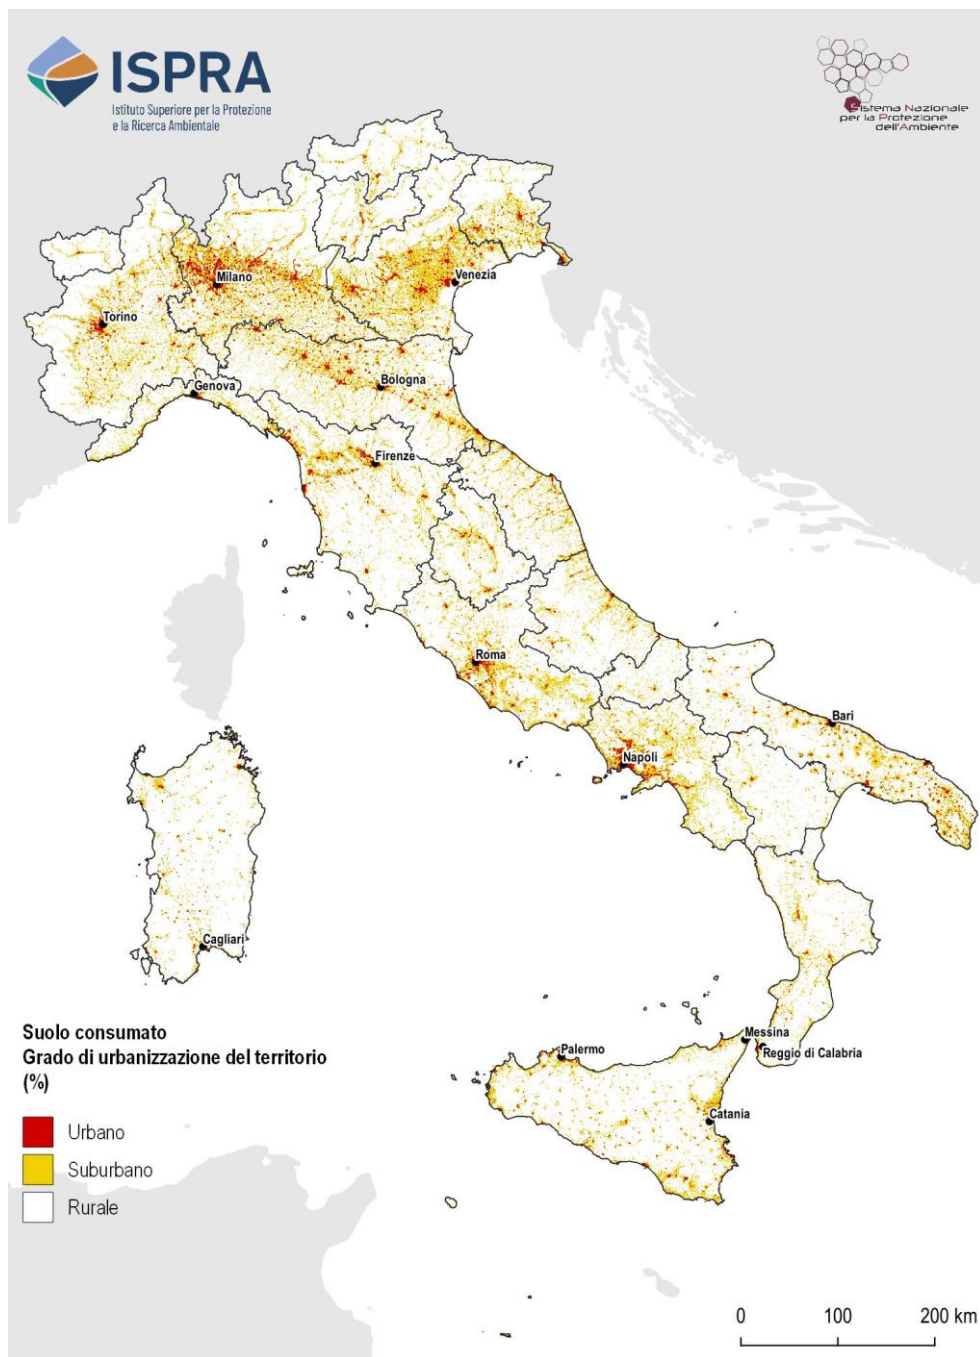 ISPRA
Istituto Superiore per la Protezione
e la Ricerca Ambientale
Sistema Nazionale
per la Protezione
dell'Ambiente
Milano
Venezia
Torino
Genova
Bologna
Firenze
Roma
Bari
Napoli
Cagliari
Messina
Palermo
Reggio di Calabria
Catania
Suolo consumato
Grado di urbanizzazione del territorio
(%)
Urbano
Suburbano
Rurale
0 100 200 km